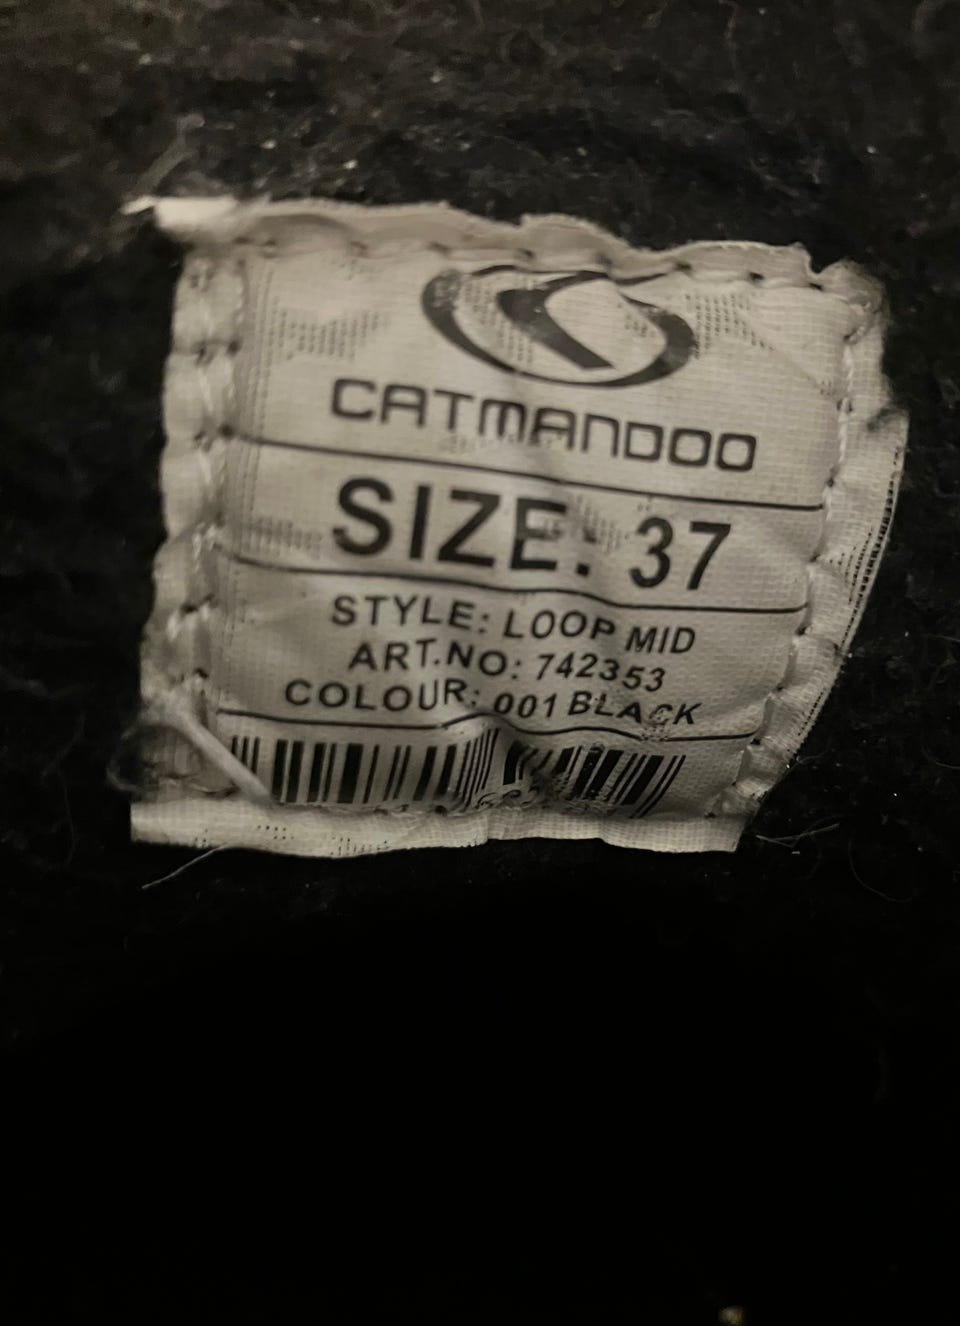 CATMANDOO
SIZE: 37
STYLE: LOOP MID
ART.NO: 742353
COLOUR: 001 BLACK